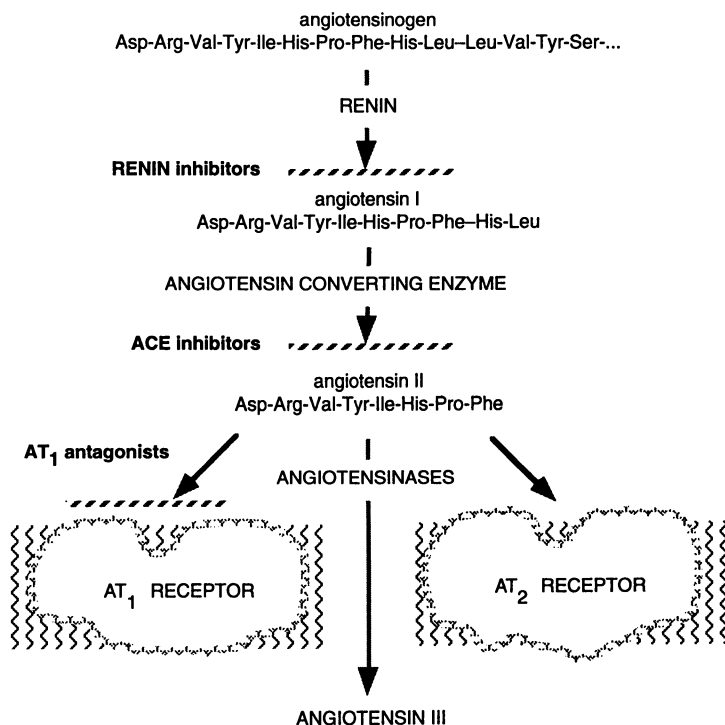 angiotensinogen
Asp-Arg-Val-Tyr-Ile-His-Pro-Phe-His-Leu–Leu-Val-Tyr-Ser-...
RENIN
RENIN inhibitors
angiotensin I
Asp-Arg-Val-Tyr-Ile-His-Pro-Phe–His-Leu
ANGIOTENSIN CONVERTING ENZYME
ACE inhibitors
angiotensin II
Asp-Arg-Val-Tyr-Ile-His-Pro-Phe
AT1 antagonists
ANGIOTENSINASES
AT1 RECEPTOR
AT2 RECEPTOR
ANGIOTENSIN III